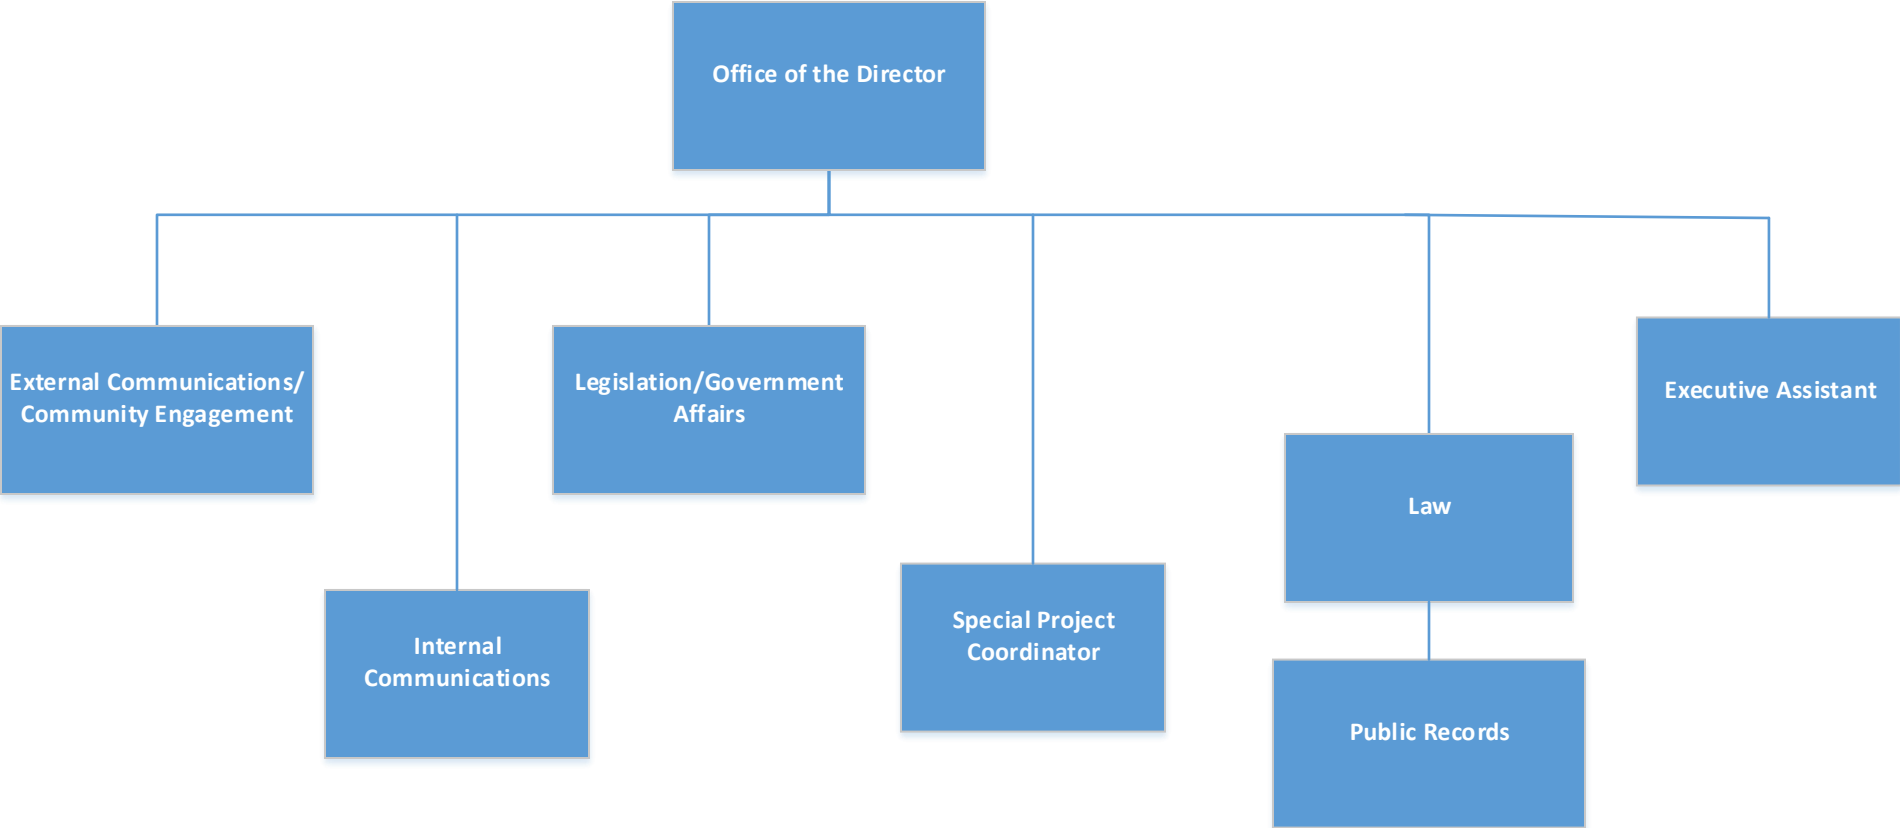 Office of the Director
External Communications/
Community Engagement
Legislation/Government
Affairs
Executive Assistant
Law
Internal
Communications
Special Project
Coordinator
Public Records